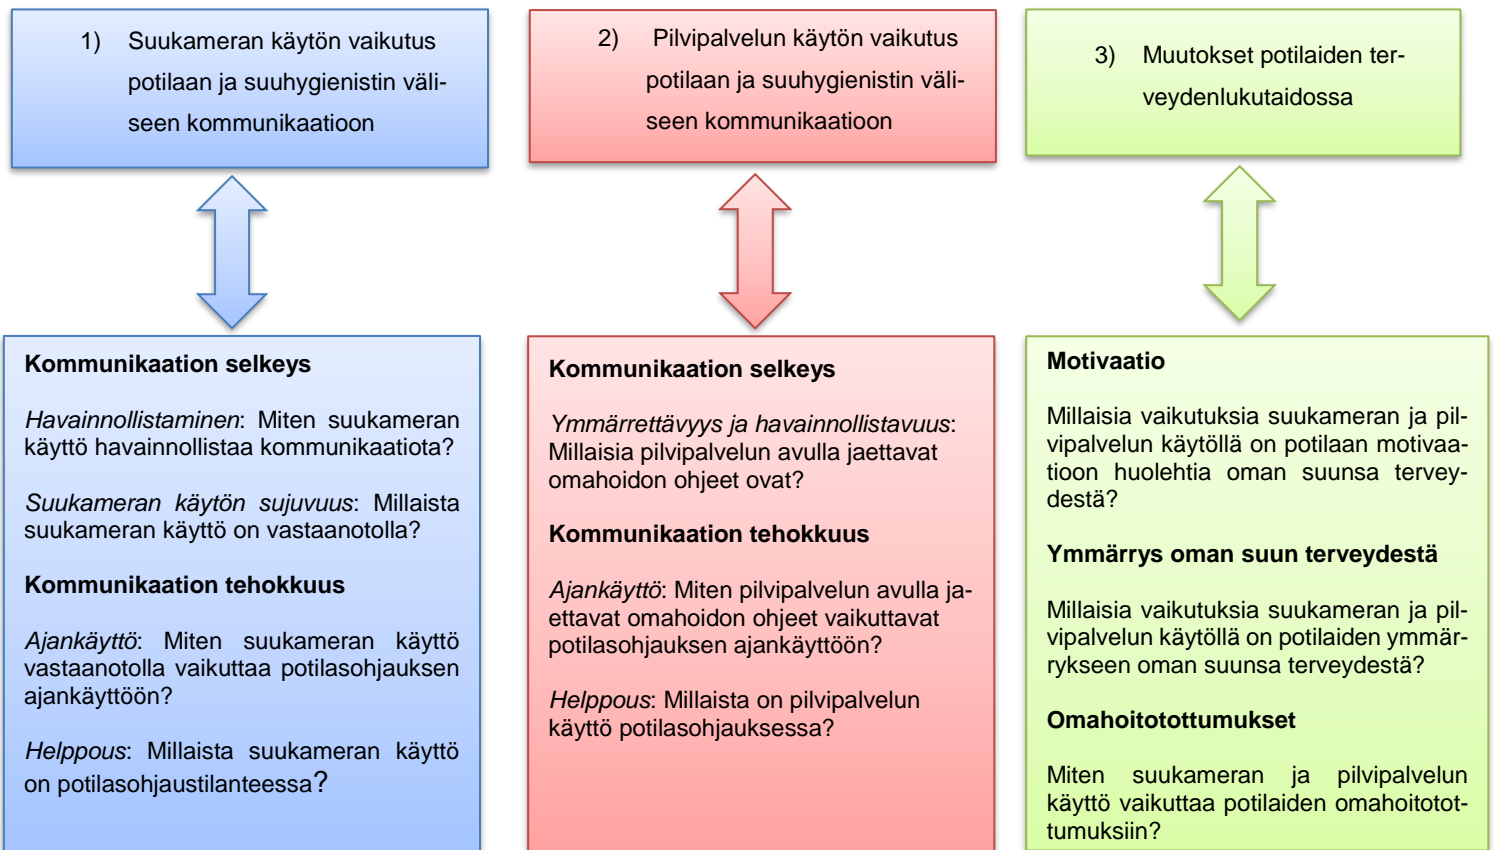 1) Suukameran käytön vaikutus
potilaan ja suuhygienistin väli-
seen kommunikaatioon
2) Pilvipalvelun käytön vaikutus
potilaan ja suuhygienistin väli-
seen kommunikaatioon
3) Muutokset potilaiden ter-
veydenlukutaidossa
Kommunikaation selkeys
Havainnollistaminen: Miten suukameran
käyttö havainnollistaa kommunikaatiota?
Suukameran käytön sujuvuus: Millaista
suukameran käyttö on vastaanotolla?
Kommunikaation tehokkuus
Ajankäyttö: Miten suukameran käyttö
vastaanotolla vaikuttaa potilasohjauksen
ajankäyttöön?
Helppous: Millaista suukameran käyttö
on potilasohjaustilanteessa?
Kommunikaation selkeys
Ymmärrettävyys ja havainnollistavuus:
Millaisia pilvipalvelun avulla jaettavat
omahoidon ohjeet ovat?
Kommunikaation tehokkuus
Ajankäyttö: Miten pilvipalvelun avulla ja-
ettavat omahoidon ohjeet vaikuttavat
potilasohjauksen ajankäyttöön?
Helppous: Millaista on pilvipalvelun
käyttö potilasohjauksessa?
Motivaatio
Millaisia vaikutuksia suukameran ja pil-
vipalvelun käytöllä on potilaan motivaa-
tioon huolehtia oman suunsa tervey-
destä?
Ymmärrys oman suun terveydestä
Millaisia vaikutuksia suukameran ja pil-
vipalvelun käytöllä on potilaiden ymmär-
rykseen oman suunsa terveydestä?
Omahoitotottumukset
Miten suukameran ja pilvipalvelun
käyttö vaikuttaa potilaiden omahoitotot-
tumuksiin?